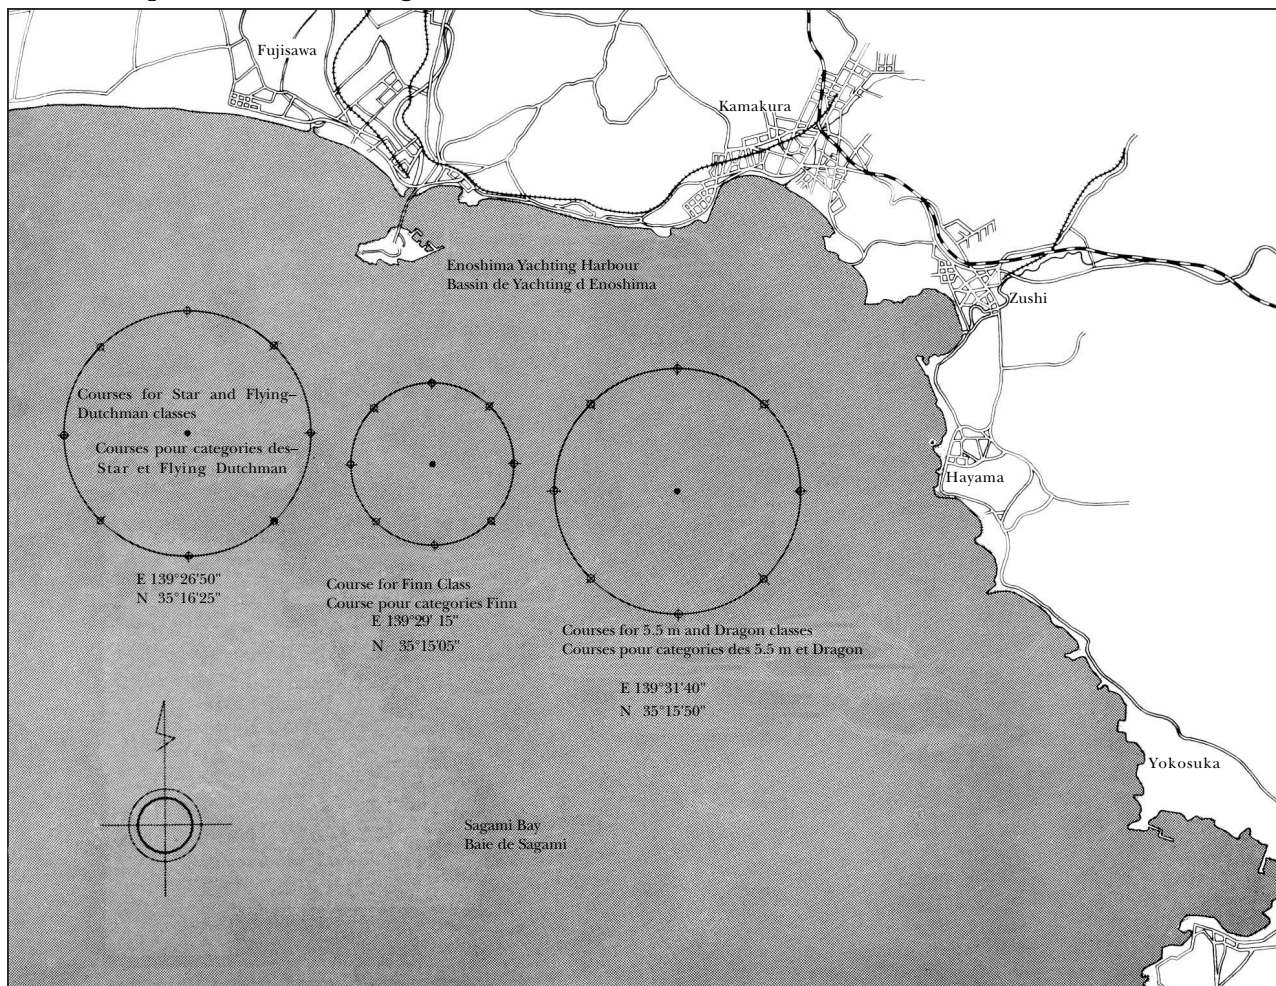 Fujisawa
Kamakura
Enoshima Yachting Harbour
Bassin de Yachting d Enoshima
Zushi
Courses for Star and Flying–
Dutchman classes
Courses pour categories des–
Star et Flying Dutchman
Hayama
E 139°26'50"
N 35°16'25"
Course for Finn Class
Course pour categories Finn
E 139°29' 15"
N 35°15'05"
Courses for 5.5 m and Dragon classes
Courses pour categories des 5.5 m et Dragon
E 139°31'40"
N 35°15'50"
Yokosuka
Sagami Bay
Baie de Sagami